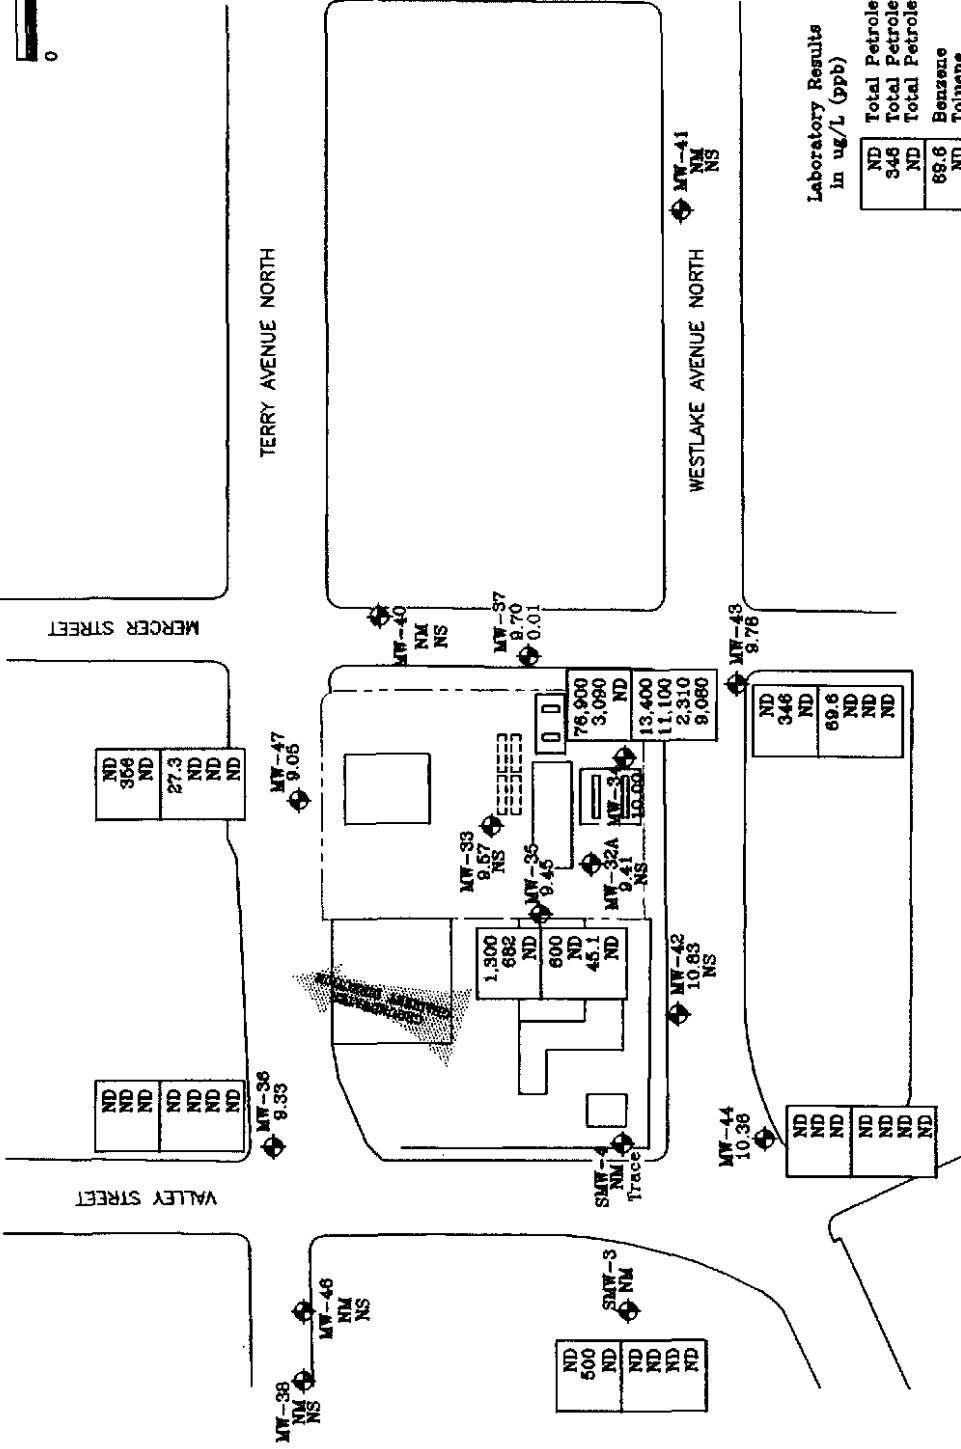 0
MERCER STREET
TERRY AVENUE NORTH
WESTLAKE AVENUE NORTH
VALLEY STREET
Laboratory Results
in ug/L (ppb)
ND
346
ND
69.6
ND
Total Petrole
Total Petrole
Total Petrole
Benzene
Toluene
MW-41
NM
NS
MW-40
NM
NS
MW-37
9.70
0.01
MW-43
9.78
ND
346
ND
69.6
ND
ND
ND
MW-47
9.05
ND
356
ND
27.3
ND
ND
ND
MW-33
9.57
NS
MW-35
9.45
1,300
682
ND
600
ND
45.1
ND
MW-32A
9.41
NS
10.00
76,900
3,090
ND
13,400
11,100
2,310
9,060
MW-42
10.63
NS
GROUNDWATER
GRADIENT DIRECTION
MW-36
9.33
ND
ND
ND
ND
ND
ND
ND
MW-44
10.36
ND
ND
ND
ND
ND
ND
ND
SMW-4
NM
Trace
SMW-3
NM
ND
500
ND
ND
ND
ND
ND
MW-46
NM
NS
MW-38
NM
NS